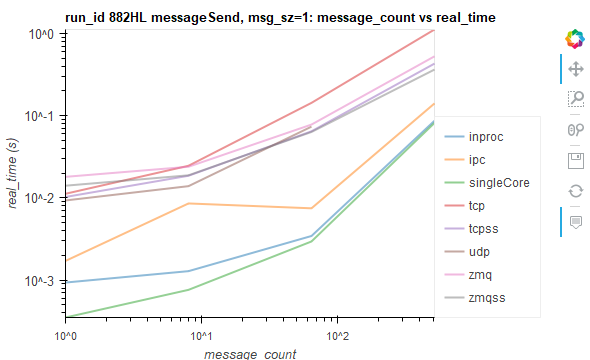 run_id 882HL messageSend, msg_sz=1: message_count vs real_time
10^0
10^-1
10^-2
10^-3
real_time (s)
10^0
10^1
10^2
message_count
inproc
ipc
singleCore
tcp
tcpss
udp
zmq
zmqss